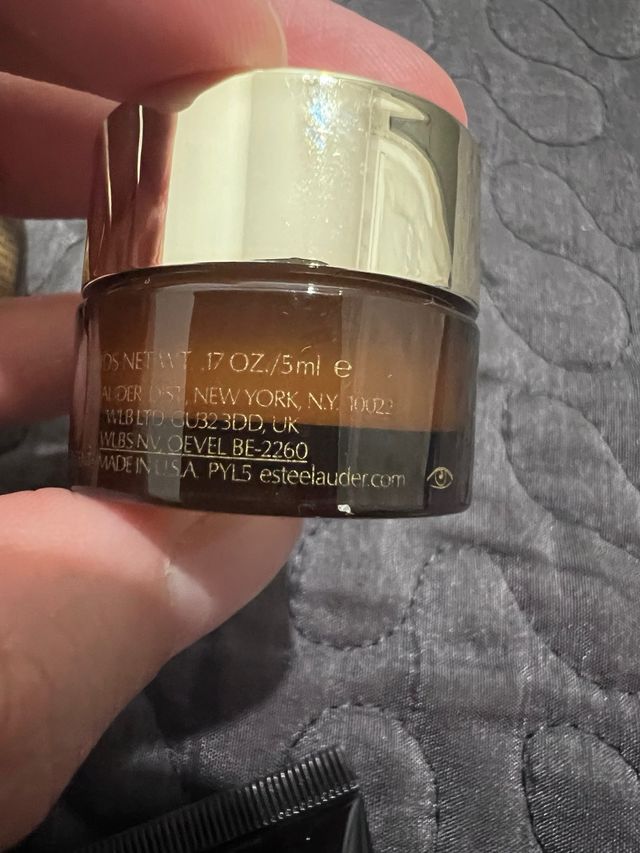 NET WT. .17 OZ./5ml e
DIST., NEW YORK, N.Y. 10022
WLB LTD GU32 3DD, UK
WLBS NV, OEVEL BE-2260
MADE IN U.S.A. PYL5 esteelauder.com